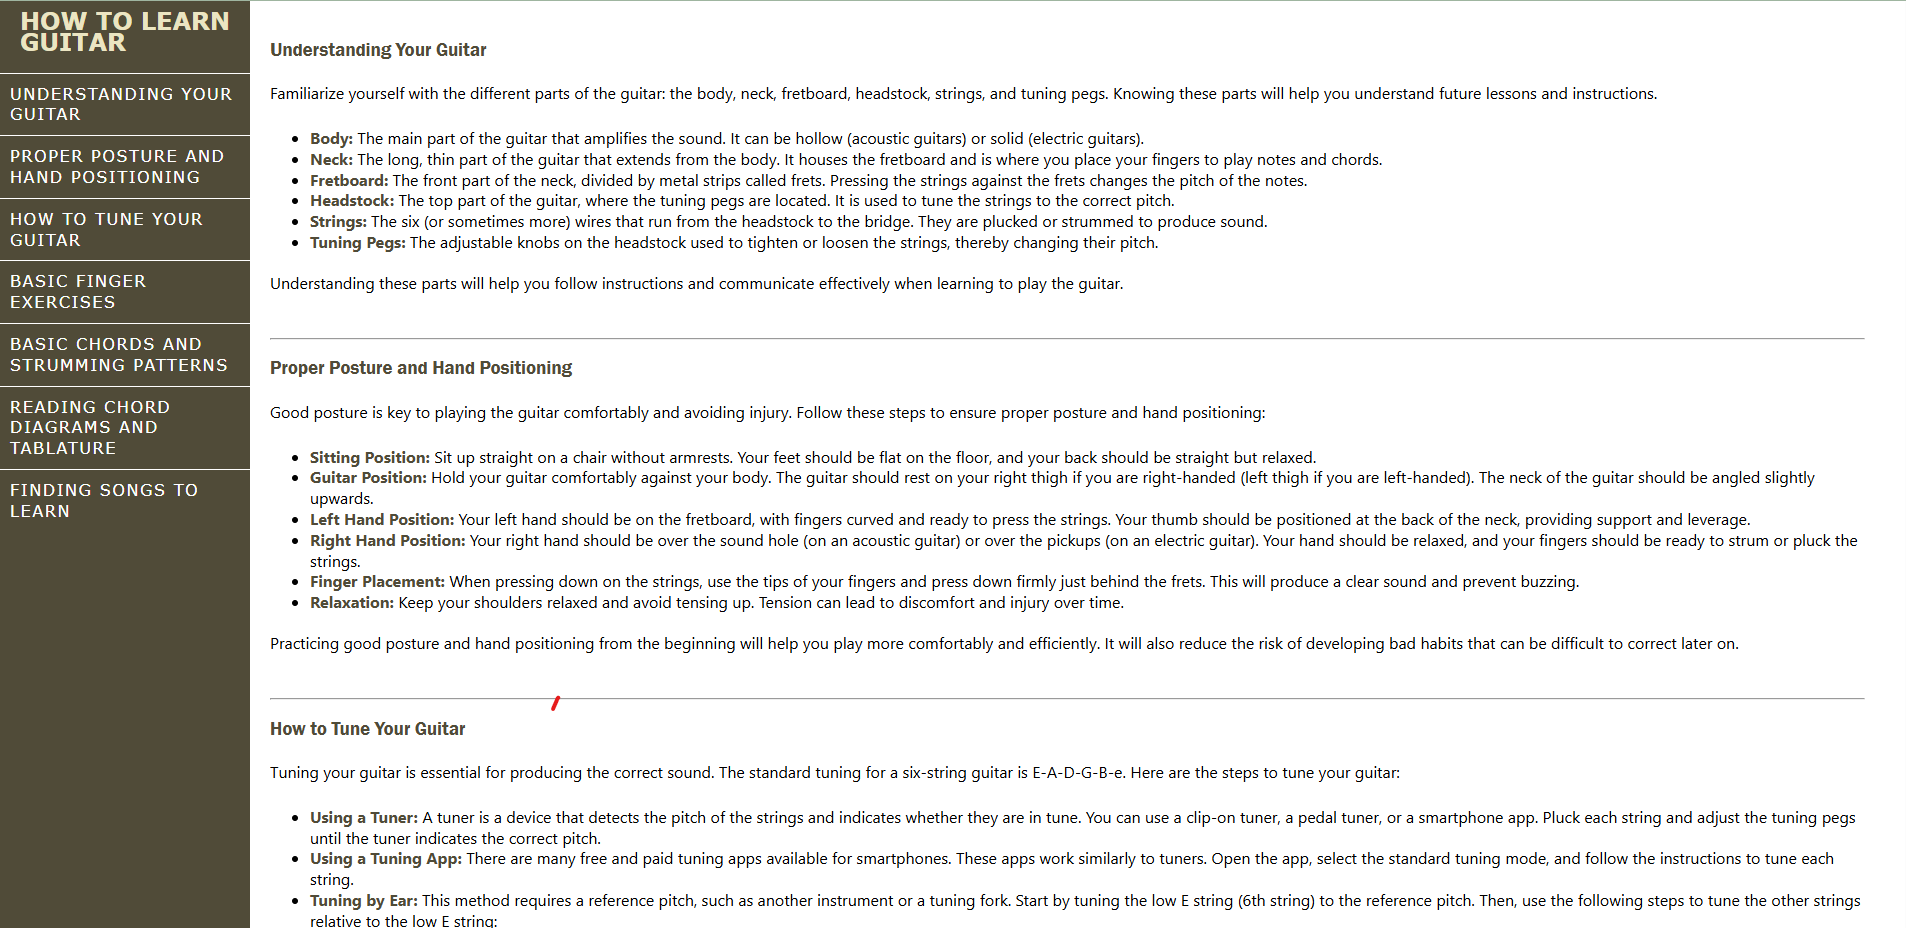 HOW TO LEARN
GUITAR
UNDERSTANDING YOUR
GUITAR
PROPER POSTURE AND
HAND POSITIONING
HOW TO TUNE YOUR
GUITAR
BASIC FINGER
EXERCISES
BASIC CHORDS AND
STRUMMING PATTERNS
READING CHORD
DIAGRAMS AND
TABLATURE
FINDING SONGS TO
LEARN
Understanding Your Guitar
Familiarize yourself with the different parts of the guitar: the body, neck, fretboard, headstock, strings, and tuning pegs. Knowing these parts will help you understand future lessons and instructions.
• Body: The main part of the guitar that amplifies the sound. It can be hollow (acoustic guitars) or solid (electric guitars).
• Neck: The long, thin part of the guitar that extends from the body. It houses the fretboard and is where you place your fingers to play notes and chords.
• Fretboard: The front part of the neck, divided by metal strips called frets. Pressing the strings against the frets changes the pitch of the notes.
• Headstock: The top part of the guitar, where the tuning pegs are located. It is used to tune the strings to the correct pitch.
• Strings: The six (or sometimes more) wires that run from the headstock to the bridge. They are plucked or strummed to produce sound.
• Tuning Pegs: The adjustable knobs on the headstock used to tighten or loosen the strings, thereby changing their pitch.
Understanding these parts will help you follow instructions and communicate effectively when learning to play the guitar.
Proper Posture and Hand Positioning
Good posture is key to playing the guitar comfortably and avoiding injury. Follow these steps to ensure proper posture and hand positioning:
• Sitting Position: Sit up straight on a chair without armrests. Your feet should be flat on the floor, and your back should be straight but relaxed.
• Guitar Position: Hold your guitar comfortably against your body. The guitar should rest on your right thigh if you are right-handed (left thigh if you are left-handed). The neck of the guitar should be angled slightly
upwards.
• Left Hand Position: Your left hand should be on the fretboard, with fingers curved and ready to press the strings. Your thumb should be positioned at the back of the neck, providing support and leverage.
• Right Hand Position: Your right hand should be over the sound hole (on an acoustic guitar) or over the pickups (on an electric guitar). Your hand should be relaxed, and your fingers should be ready to strum or pluck the
strings.
• Finger Placement: When pressing down on the strings, use the tips of your fingers and press down firmly just behind the frets. This will produce a clear sound and prevent buzzing.
• Relaxation: Keep your shoulders relaxed and avoid tensing up. Tension can lead to discomfort and injury over time.
Practicing good posture and hand positioning from the beginning will help you play more comfortably and efficiently. It will also reduce the risk of developing bad habits that can be difficult to correct later on.
How to Tune Your Guitar
Tuning your guitar is essential for producing the correct sound. The standard tuning for a six-string guitar is E-A-D-G-B-e. Here are the steps to tune your guitar:
• Using a Tuner: A tuner is a device that detects the pitch of the strings and indicates whether they are in tune. You can use a clip-on tuner, a pedal tuner, or a smartphone app. Pluck each string and adjust the tuning pegs
until the tuner indicates the correct pitch.
• Using a Tuning App: There are many free and paid tuning apps available for smartphones. These apps work similarly to tuners. Open the app, select the standard tuning mode, and follow the instructions to tune each
string.
• Tuning by Ear: This method requires a reference pitch, such as another instrument or a tuning fork. Start by tuning the low E string (6th string) to the reference pitch. Then, use the following steps to tune the other strings
relative to the low E string: